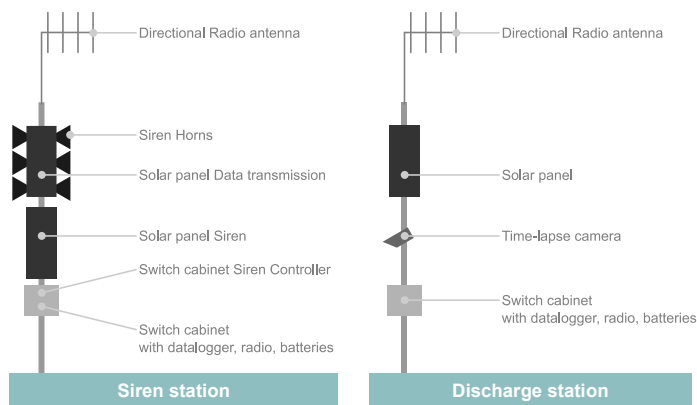 Directional Radio antenna
Siren Horns
Solar panel Data transmission
Solar panel Siren
Switch cabinet Siren Controller
Switch cabinet
with datalogger, radio, batteries
Siren station
Directional Radio antenna
Solar panel
Time-lapse camera
Switch cabinet
with datalogger, radio, batteries
Discharge station